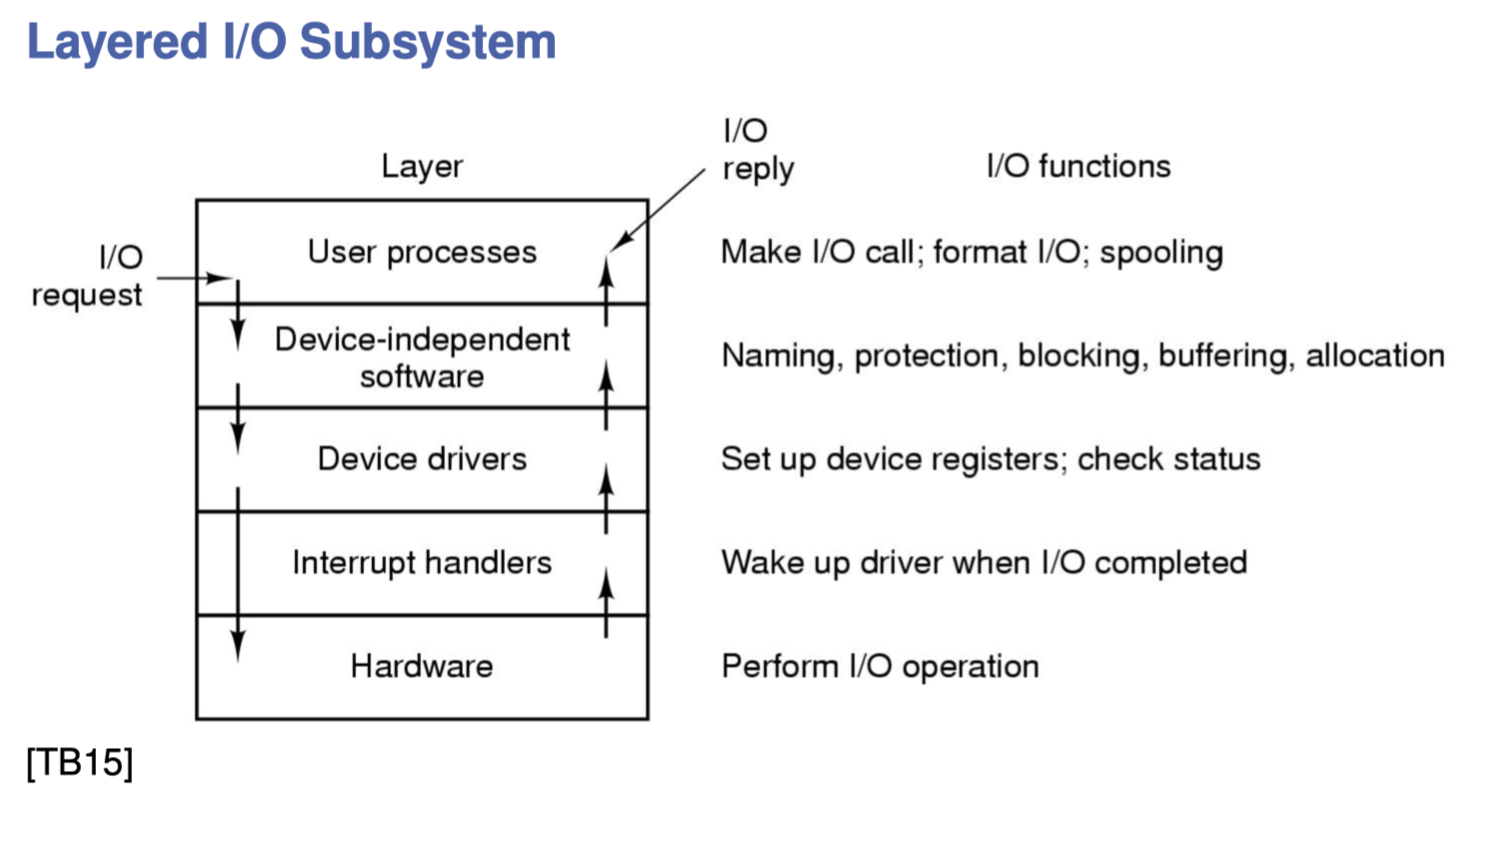 Layered I/O Subsystem
I/O
reply
Layer
I/O functions
I/O
request
User processes
Make I/O call; format I/O; spooling
Device-independent
software
Naming, protection, blocking, buffering, allocation
Device drivers
Set up device registers; check status
Interrupt handlers
Wake up driver when I/O completed
Hardware
Perform I/O operation
[TB15]